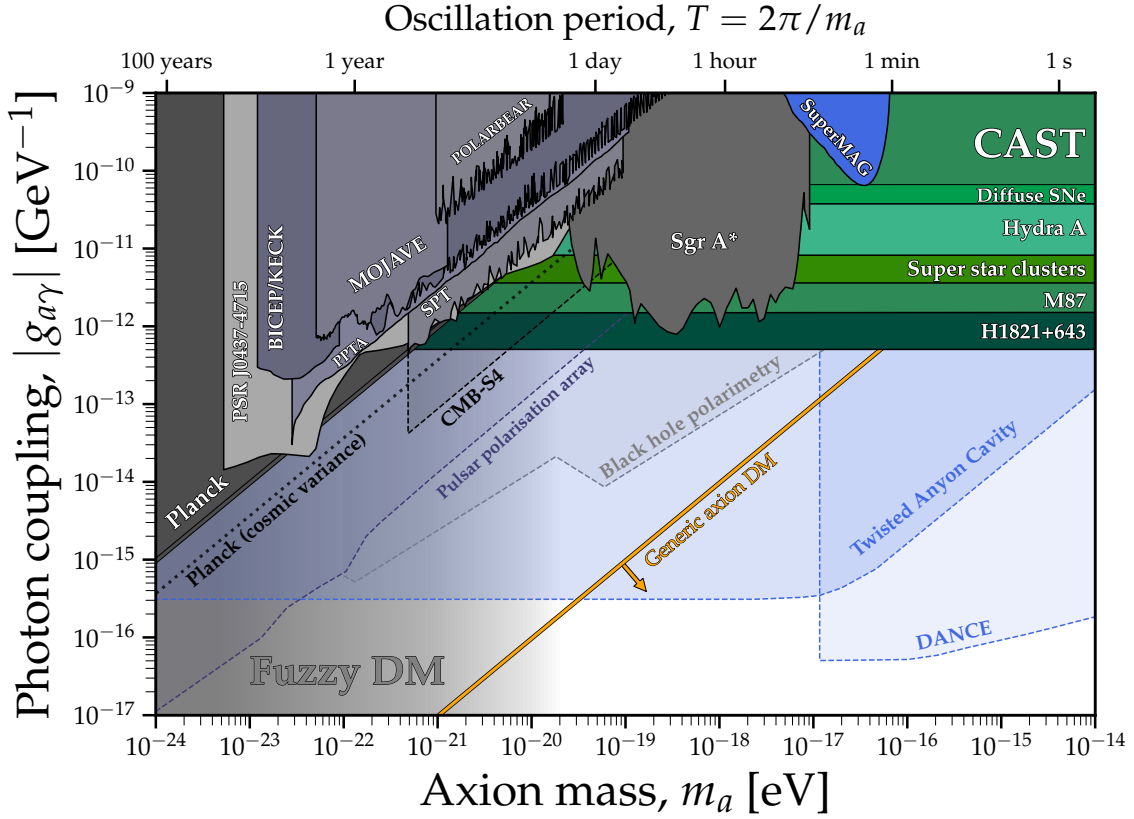 Oscillation period, T = 2π/mₐ
100 years 1 year 1 day 1 hour 1 min 1 s
Photon coupling, |g_{aγ}| [GeV⁻¹]
10⁻⁹
10⁻¹⁰
10⁻¹¹
10⁻¹²
10⁻¹³
10⁻¹⁴
10⁻¹⁵
10⁻¹⁶
10⁻¹⁷
POLARBEAR
SuperMAG
CAST
Diffuse SNe
Hydra A
Sgr A*
MOJAVE
BICEP/KECK
PSR J0437-4715
Super star clusters
SPT
M87
H1821+643
PPTA
CMB-S4
Pulsar polarisation array
Black hole polarimetry
Planck
Planck (cosmic variance)
Generic axion DM
Twisted Anyon Cavity
DANCE
Fuzzy DM
10⁻²⁴ 10⁻²³ 10⁻²² 10⁻²¹ 10⁻²⁰ 10⁻¹⁹ 10⁻¹⁸ 10⁻¹⁷ 10⁻¹⁶ 10⁻¹⁵ 10⁻¹⁴
Axion mass, mₐ [eV]